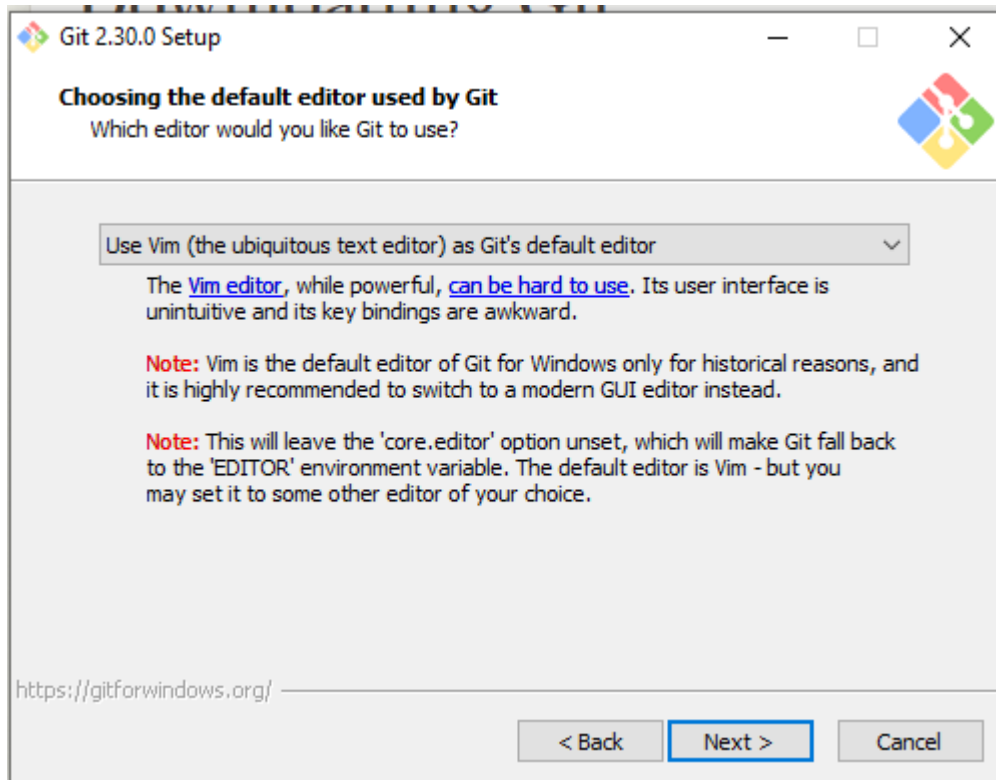 Downloading Git
Git 2.30.0 Setup
Choosing the default editor used by Git
Which editor would you like Git to use?
Use Vim (the ubiquitous text editor) as Git's default editor
The Vim editor, while powerful, can be hard to use. Its user interface is
unintuitive and its key bindings are awkward.
Note: Vim is the default editor of Git for Windows only for historical reasons, and
it is highly recommended to switch to a modern GUI editor instead.
Note: This will leave the 'core.editor' option unset, which will make Git fall back
to the 'EDITOR' environment variable. The default editor is Vim - but you
may set it to some other editor of your choice.
https://gitforwindows.org/
< Back
Next >
Cancel